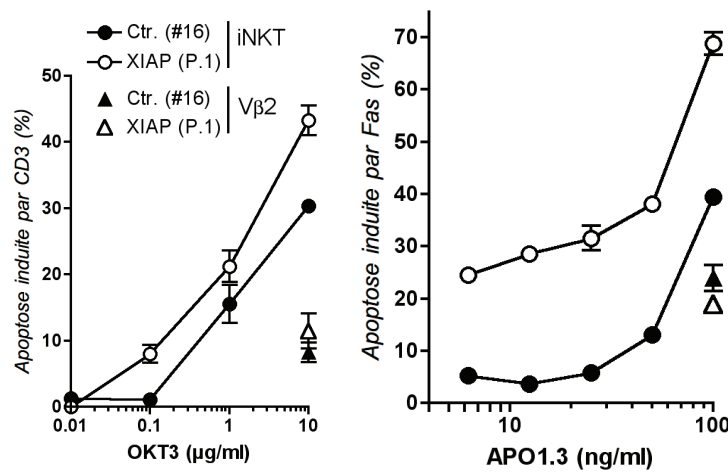 Ctr. (#16)
XIAP (P.1)
iNKT
Ctr. (#16)
XIAP (P.1)
Vβ2
Apoptose induite par CD3 (%)
50
40
30
20
10
0
0.01
0.1
1
10
OKT3 (µg/ml)
Apoptose induite par Fas (%)
70
60
50
40
30
20
10
0
10
100
APO1.3 (ng/ml)